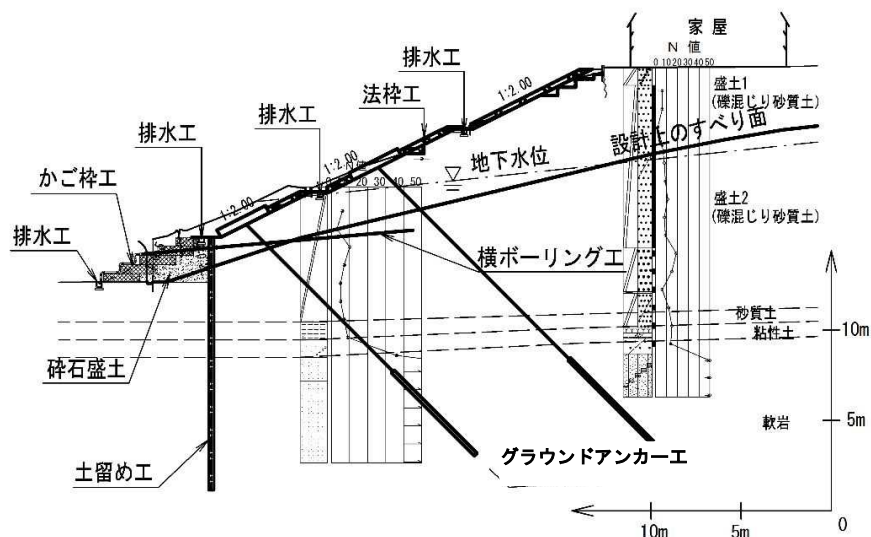 家屋
N 値
0 10 20 30 40 50
排水工
1:2.00
盛土1
(礫混じり砂質土)
法枠工
排水工
設計上のすべり面
排水工
1:2.00
地下水位
かご枠工
1:2.00
20 30 40 50
盛土2
(礫混じり砂質土)
排水工
横ボーリング工
砂質土
粘性土
10m
砕石盛土
軟岩
5m
土留め工
グラウンドアンカー工
0
10m
5m